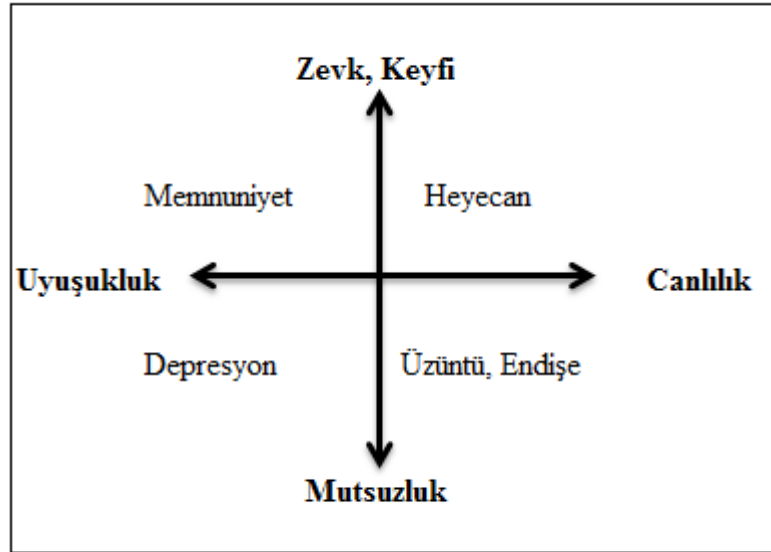 Zevk, Keyfi
Memnuniyet Heyecan
Uyuşukluk Canlılık
Depresyon Üzüntü, Endişe
Mutsuzluk